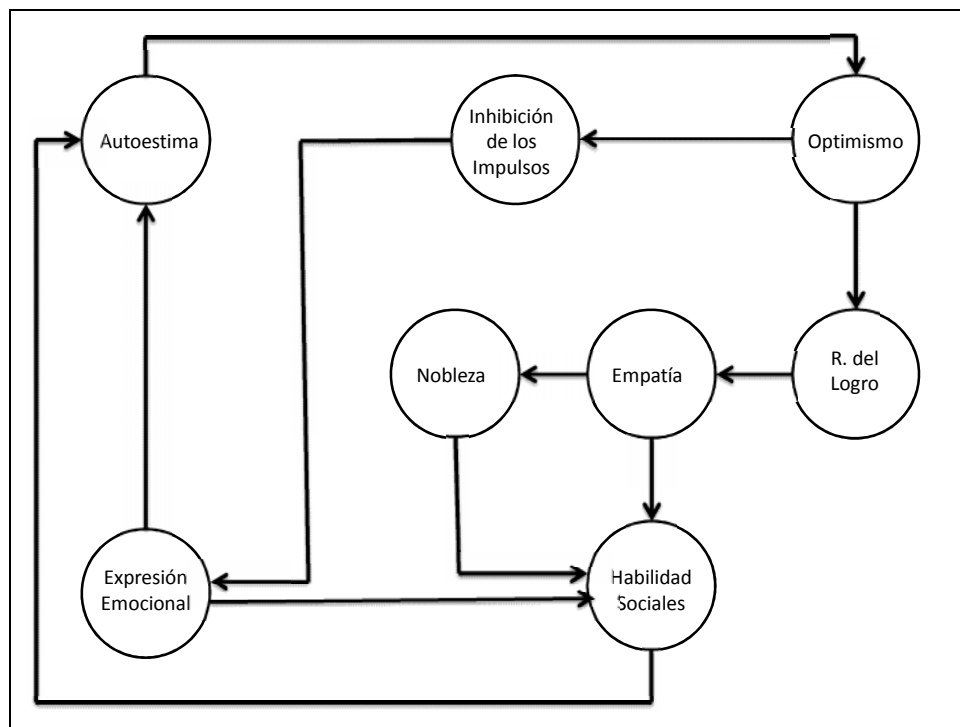 Autoestima
Inhibición
de los
Impulsos
Optimismo
Nobleza
Empatía
R. del
Logro
Expresión
Emocional
Habilidad
Sociales